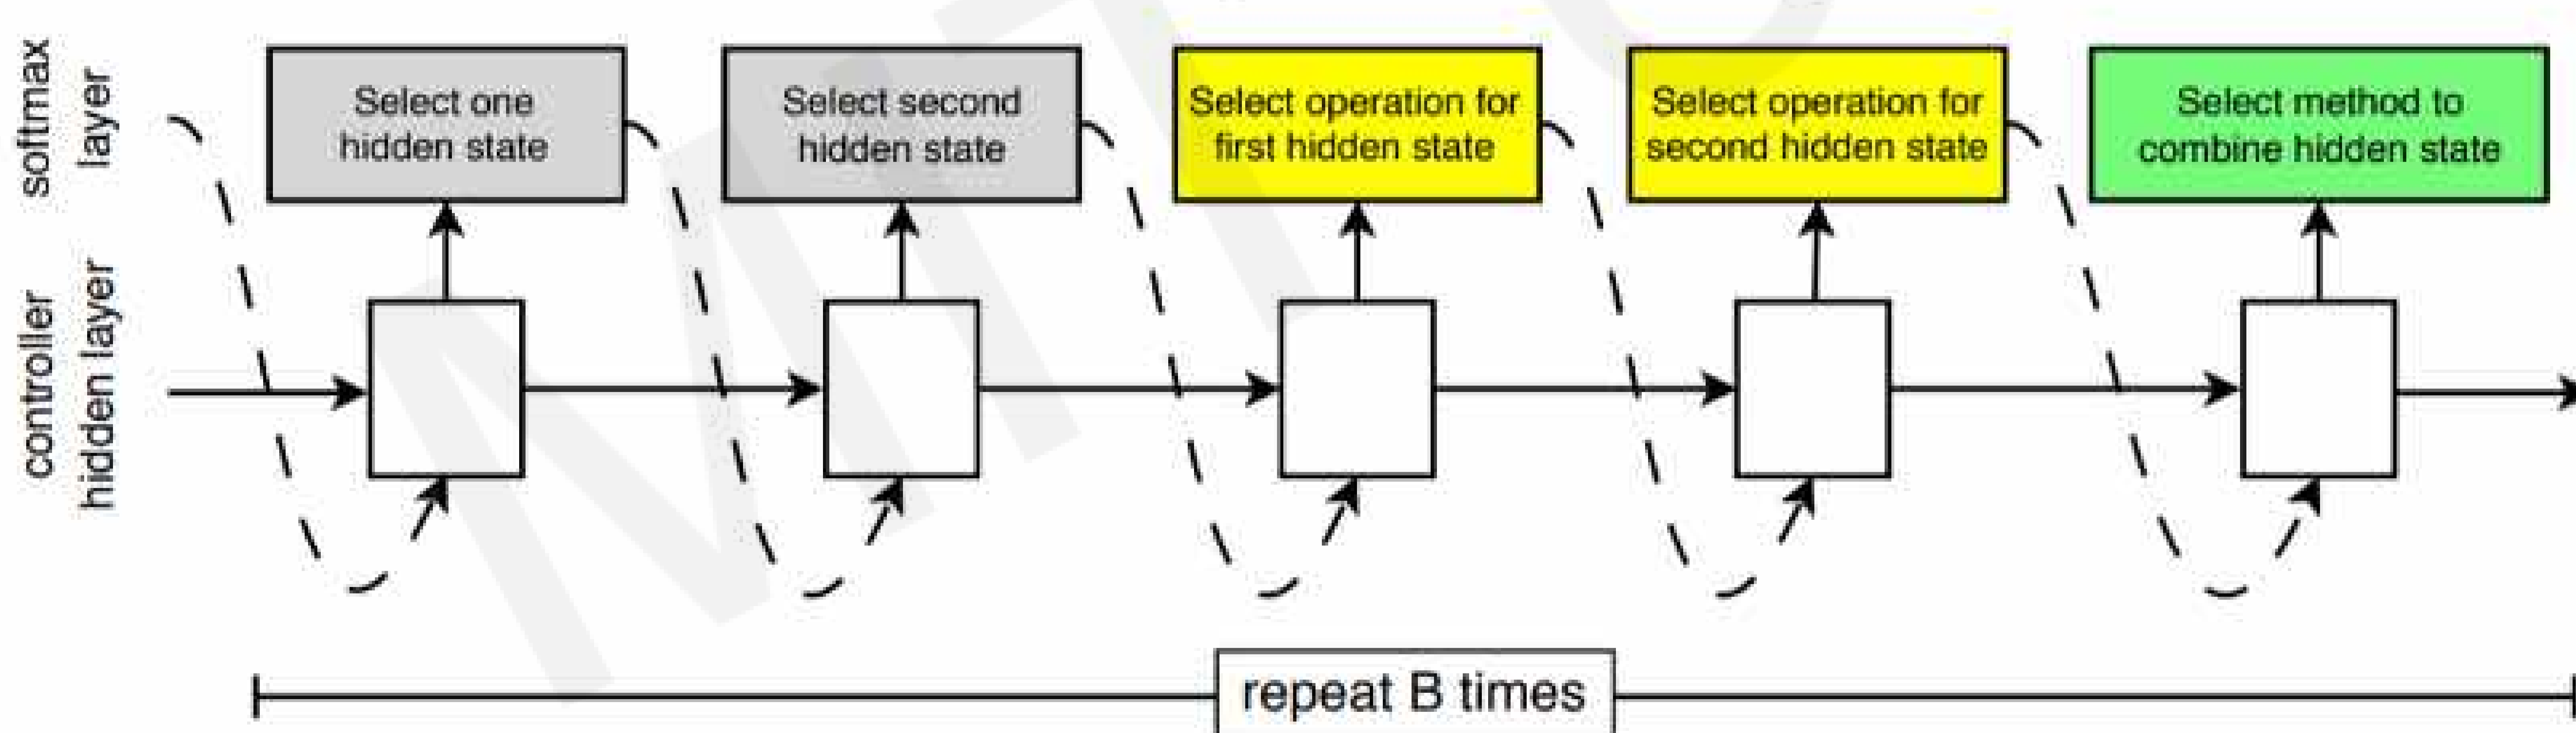 softmax
layer
Select one
hidden state
Select second
hidden state
Select operation for
first hidden state
Select operation for
second hidden state
Select method to
combine hidden state
controller
hidden layer
repeat B times